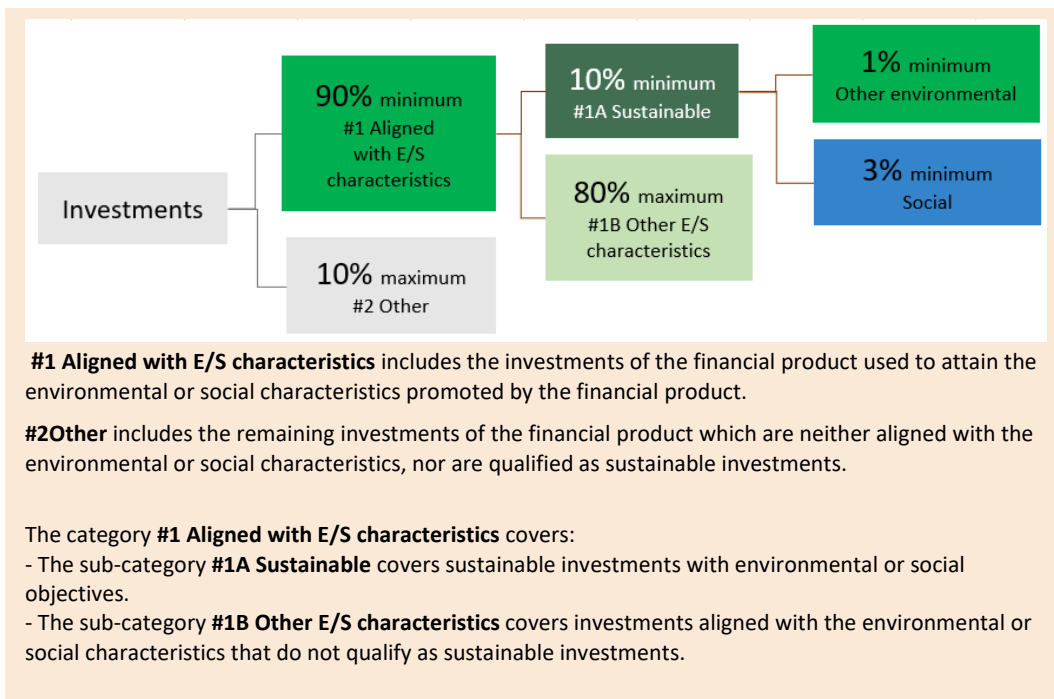 Investments
90% minimum
#1 Aligned
with E/S
characteristics
10% maximum
#2 Other
10% minimum
#1A Sustainable
80% maximum
#1B Other E/S
characteristics
1% minimum
Other environmental
3% minimum
Social
#1 Aligned with E/S characteristics includes the investments of the financial product used to attain the
environmental or social characteristics promoted by the financial product.
#2Other includes the remaining investments of the financial product which are neither aligned with the
environmental or social characteristics, nor are qualified as sustainable investments.
The category #1 Aligned with E/S characteristics covers:
- The sub-category #1A Sustainable covers sustainable investments with environmental or social
objectives.
- The sub-category #1B Other E/S characteristics covers investments aligned with the environmental or
social characteristics that do not qualify as sustainable investments.